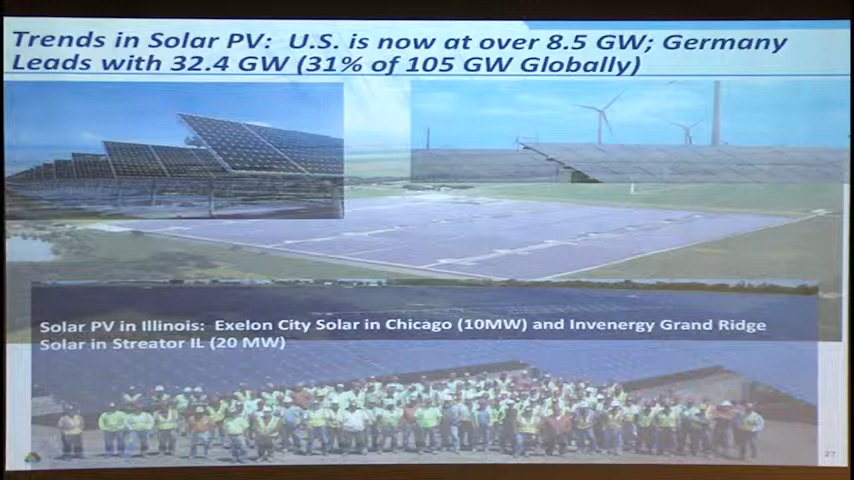 Trends in Solar PV: U.S. is now at over 8.5 GW; Germany
Leads with 32.4 GW (31% of 105 GW Globally)
Solar PV in Illinois: Exelon City Solar in Chicago (10MW) and Invenergy Grand Ridge
Solar in Streator IL (20 MW)
27